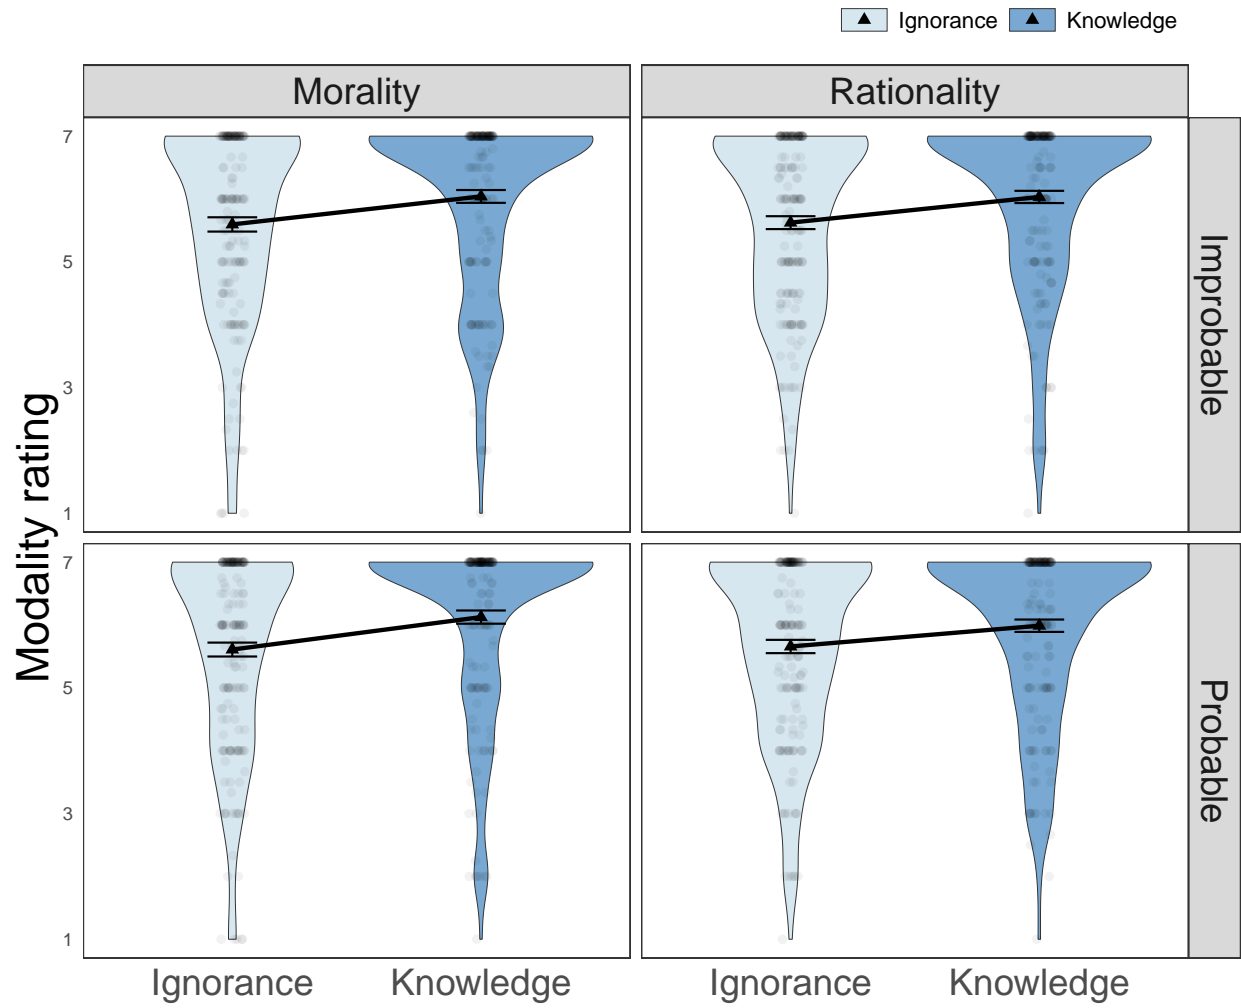 Ignorance Knowledge
Morality Rationality
Modality rating
7
5
3
1
Improbable
7
5
3
1
Probable
Ignorance Knowledge Ignorance Knowledge